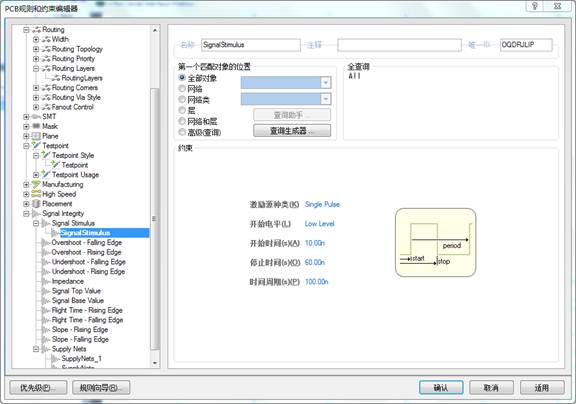 PCB规则和约束编辑器
Routing
Width
Routing Topology
Routing Priority
Routing Layers
RoutingLayers
Routing Corners
Routing Via Style
Fanout Control
SMT
Mask
Plane
Testpoint
Testpoint Style
Testpoint
Testpoint Usage
Manufacturing
High Speed
Placement
Signal Integrity
Signal Stimulus
SignalStimulus
Overshoot - Falling Edge
Overshoot - Rising Edge
Undershoot - Falling Edge
Undershoot - Rising Edge
Impedance
Signal Top Value
Signal Base Value
Flight Time - Rising Edge
Flight Time - Falling Edge
Slope - Rising Edge
Slope - Falling Edge
Supply Nets
SupplyNets_1
SupplyNets
名称 SignalStimulus 注释 唯一ID OQDRJLIP
第一个匹配对象的位置
全部对象
网络
网络类
层
网络和层
高级(查询)
查询助手 ...
查询生成器 ...
全查询
All
约束
激励源种类(K) Single Pulse
开始电平(L) Low Level
开始时间(s)(A) 10.00n
停止时间(s)(O) 60.00n
时间周期(s)(P) 100.00n
period
start
stop
优先级(P)...
规则向导(R)...
确认
取消
适用